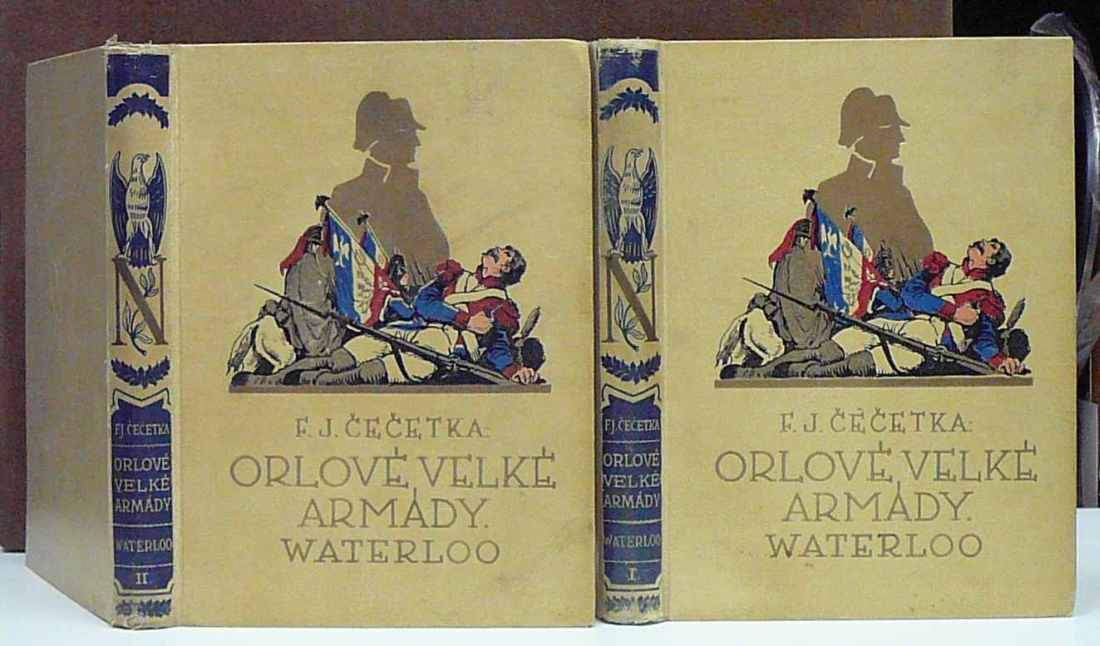 N
F.J. ČEČETKA
ORLOVÉ
VELKÉ
ARMÁDY
WATERLOO
II
F. J. ČEČETKA:
ORLOVÉ VELKÉ
ARMÁDY.
WATERLOO
N
F.J. ČEČETKA
ORLOVÉ
VELKÉ
ARMÁDY
WATERLOO
I.
F. J. ČEČETKA:
ORLOVÉ VELKÉ
ARMÁDY.
WATERLOO